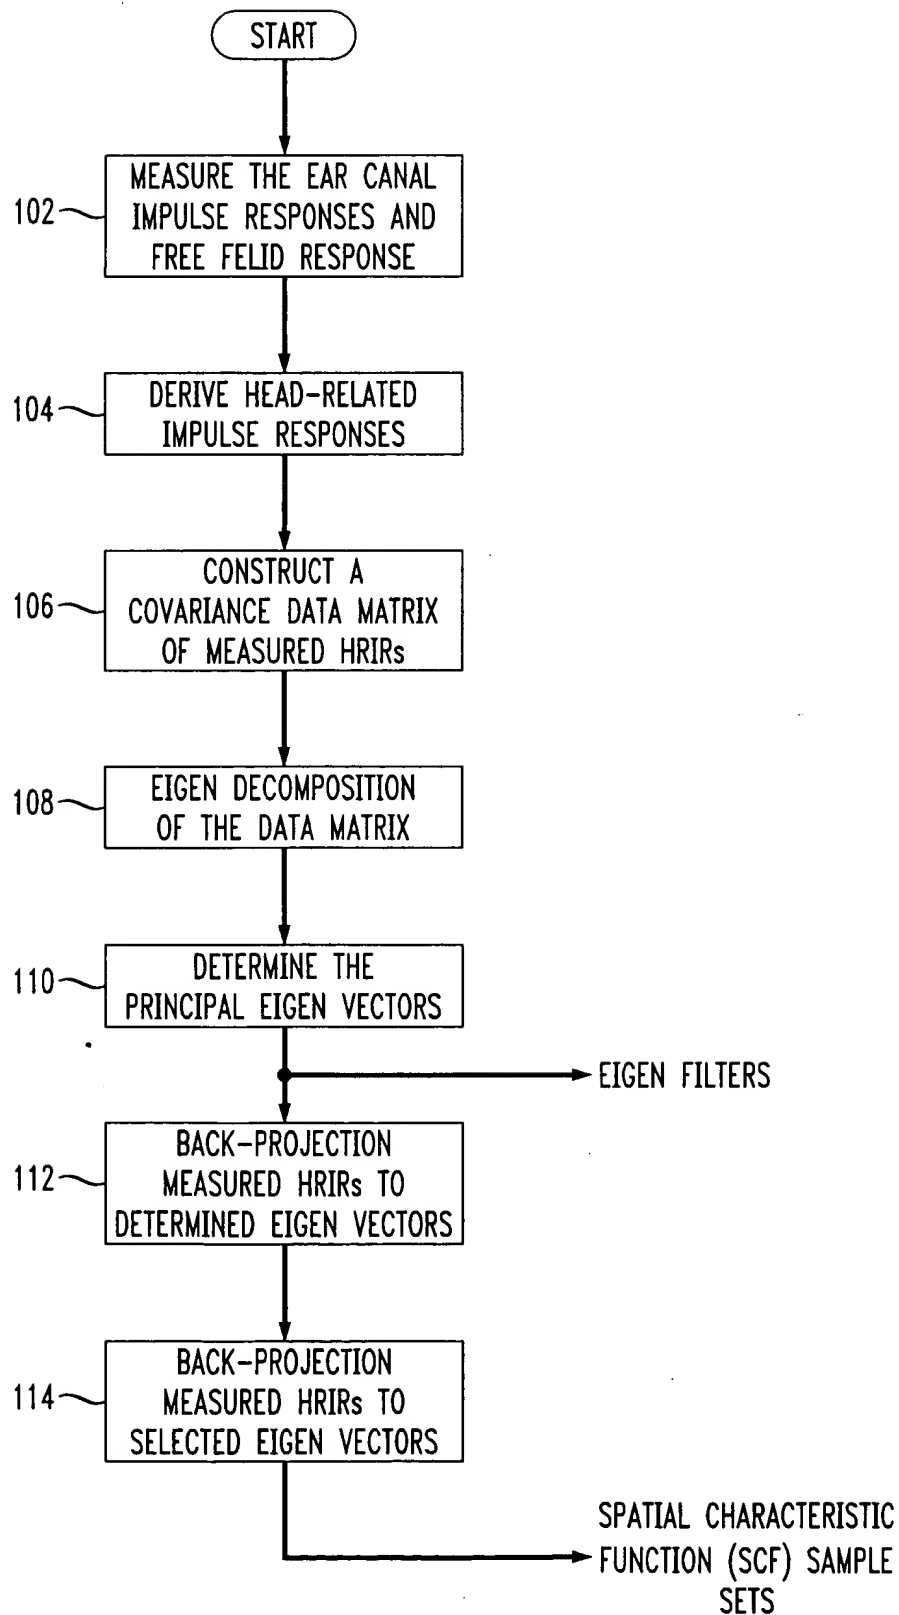 START
102
MEASURE THE EAR CANAL
IMPULSE RESPONSES AND
FREE FELID RESPONSE
104
DERIVE HEAD-RELATED
IMPULSE RESPONSES
106
CONSTRUCT A
COVARIANCE DATA MATRIX
OF MEASURED HRIRs
108
EIGEN DECOMPOSITION
OF THE DATA MATRIX
110
DETERMINE THE
PRINCIPAL EIGEN VECTORS
EIGEN FILTERS
112
BACK-PROJECTION
MEASURED HRIRs TO
DETERMINED EIGEN VECTORS
114
BACK-PROJECTION
MEASURED HRIRs TO
SELECTED EIGEN VECTORS
SPATIAL CHARACTERISTIC
FUNCTION (SCF) SAMPLE
SETS